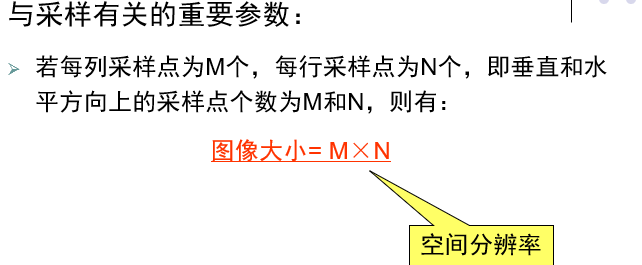 与采样有关的重要参数：
若每列采样点为M个，每行采样点为N个，即垂直和水
平方向上的采样点个数为M和N，则有：
图像大小= M×N
空间分辨率